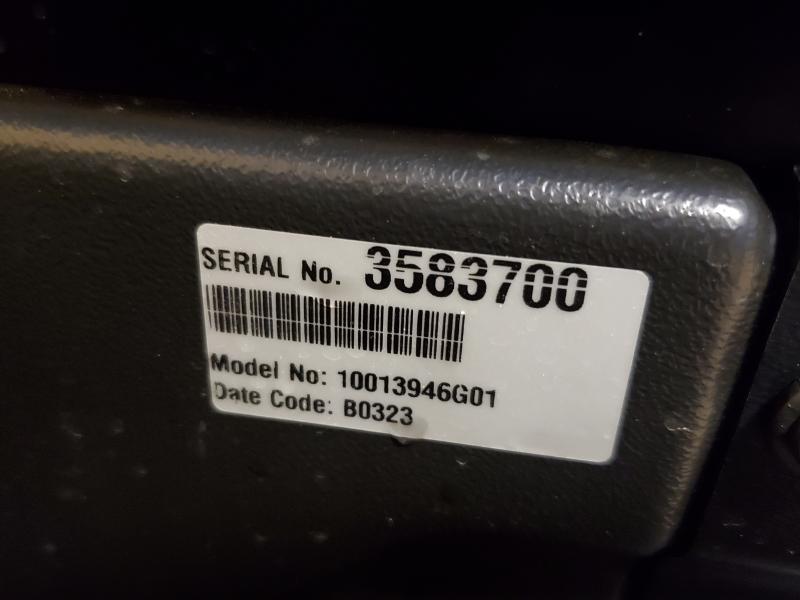 SERIAL No. 3583700
Model No: 10013946G01
Date Code: B0323